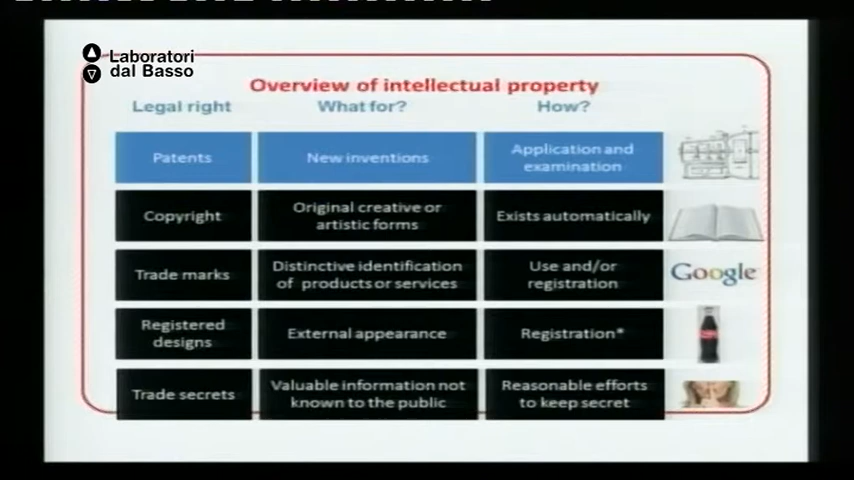 Laboratori
dal Basso
Overview of intellectual property
Legal right What for? How?
Patents
New inventions
Application and
examination
Copyright
Original creative or
artistic forms
Exists automatically
Trade marks
Distinctive identification
of products or services
Use and/or
registration
Google
Registered
designs
External appearance
Registration*
Trade secrets
Valuable information not
known to the public
Reasonable efforts
to keep secret